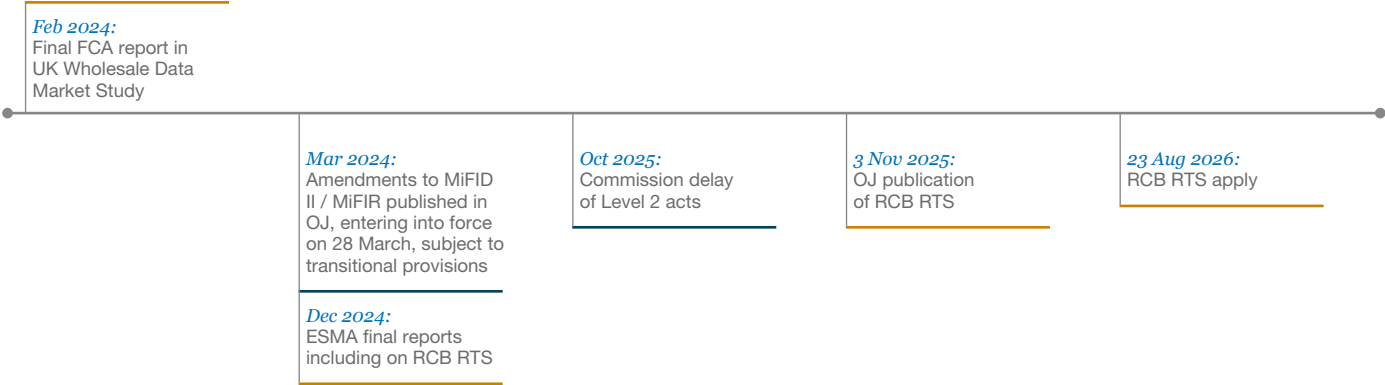 Feb 2024:
Final FCA report in
UK Wholesale Data
Market Study
Mar 2024:
Amendments to MiFID
II / MiFIR published in
OJ, entering into force
on 28 March, subject to
transitional provisions
Dec 2024:
ESMA final reports
including on RCB RTS
Oct 2025:
Commission delay
of Level 2 acts
3 Nov 2025:
OJ publication
of RCB RTS
23 Aug 2026:
RCB RTS apply